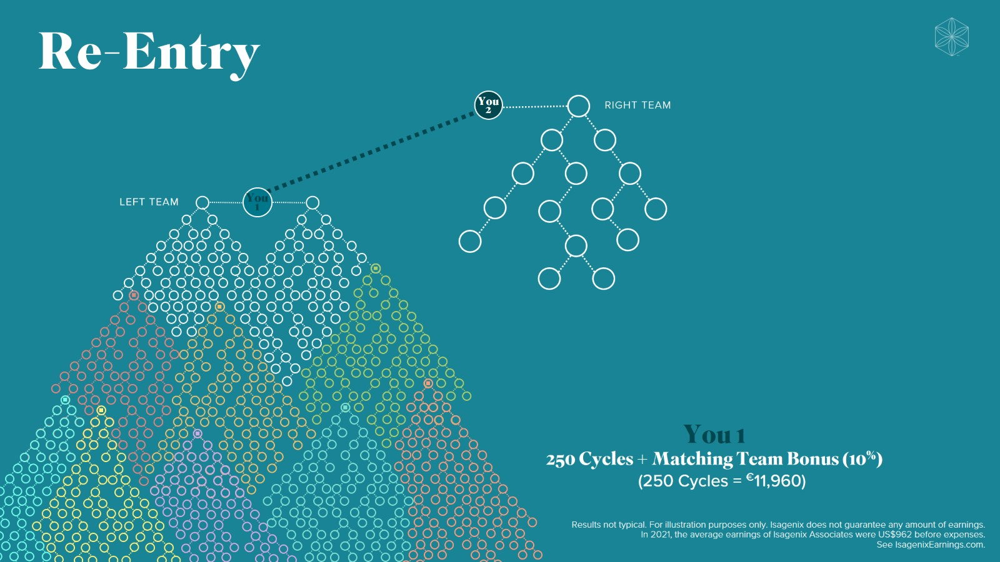 Re-Entry
You
2
RIGHT TEAM
LEFT TEAM
You
1
You 1
250 Cycles + Matching Team Bonus (10%)
(250 Cycles = €11,960)
Results not typical. For illustration purposes only. Isagenix does not guarantee any amount of earnings.
In 2021, the average earnings of Isagenix Associates were US$962 before expenses.
See IsagenixEarnings.com.